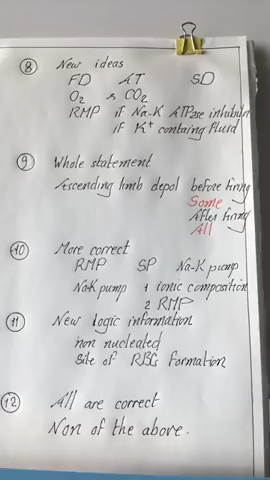 8 New ideas
FD AT SD
O2 & CO2
RMP if Na-K ATPase inhibitn
if K+ containg fluid
9 Whole statement
Ascending limb depol before firing
Some
After firing
All
10 More correct
RMP SP Na-K pump
NaK pump 1 ionic composition
2 RMP
11 New logic information
non nucleated
Site of RBCs formation
12 All are correct
Non of the above.